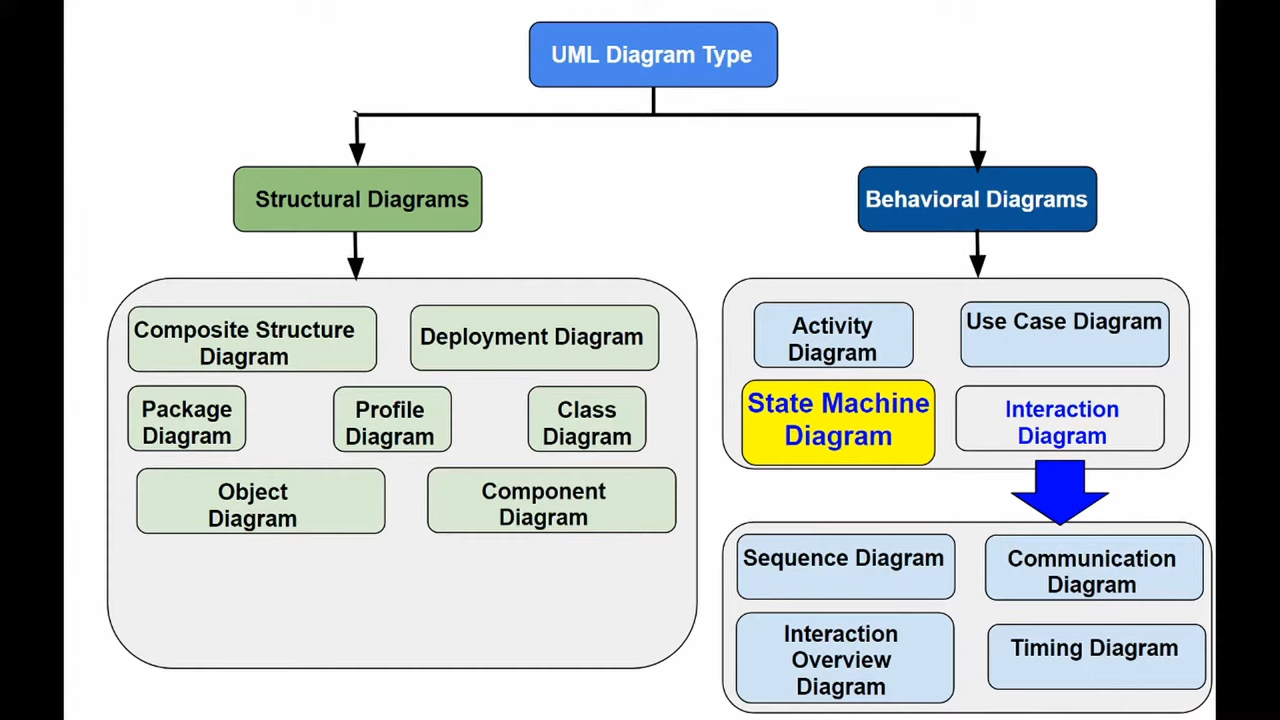 UML Diagram Type
Structural Diagrams
Behavioral Diagrams
Composite Structure
Diagram
Deployment Diagram
Package
Diagram
Profile
Diagram
Class
Diagram
Object
Diagram
Component
Diagram
Activity
Diagram
Use Case Diagram
State Machine
Diagram
Interaction
Diagram
Sequence Diagram
Communication
Diagram
Interaction
Overview
Diagram
Timing Diagram